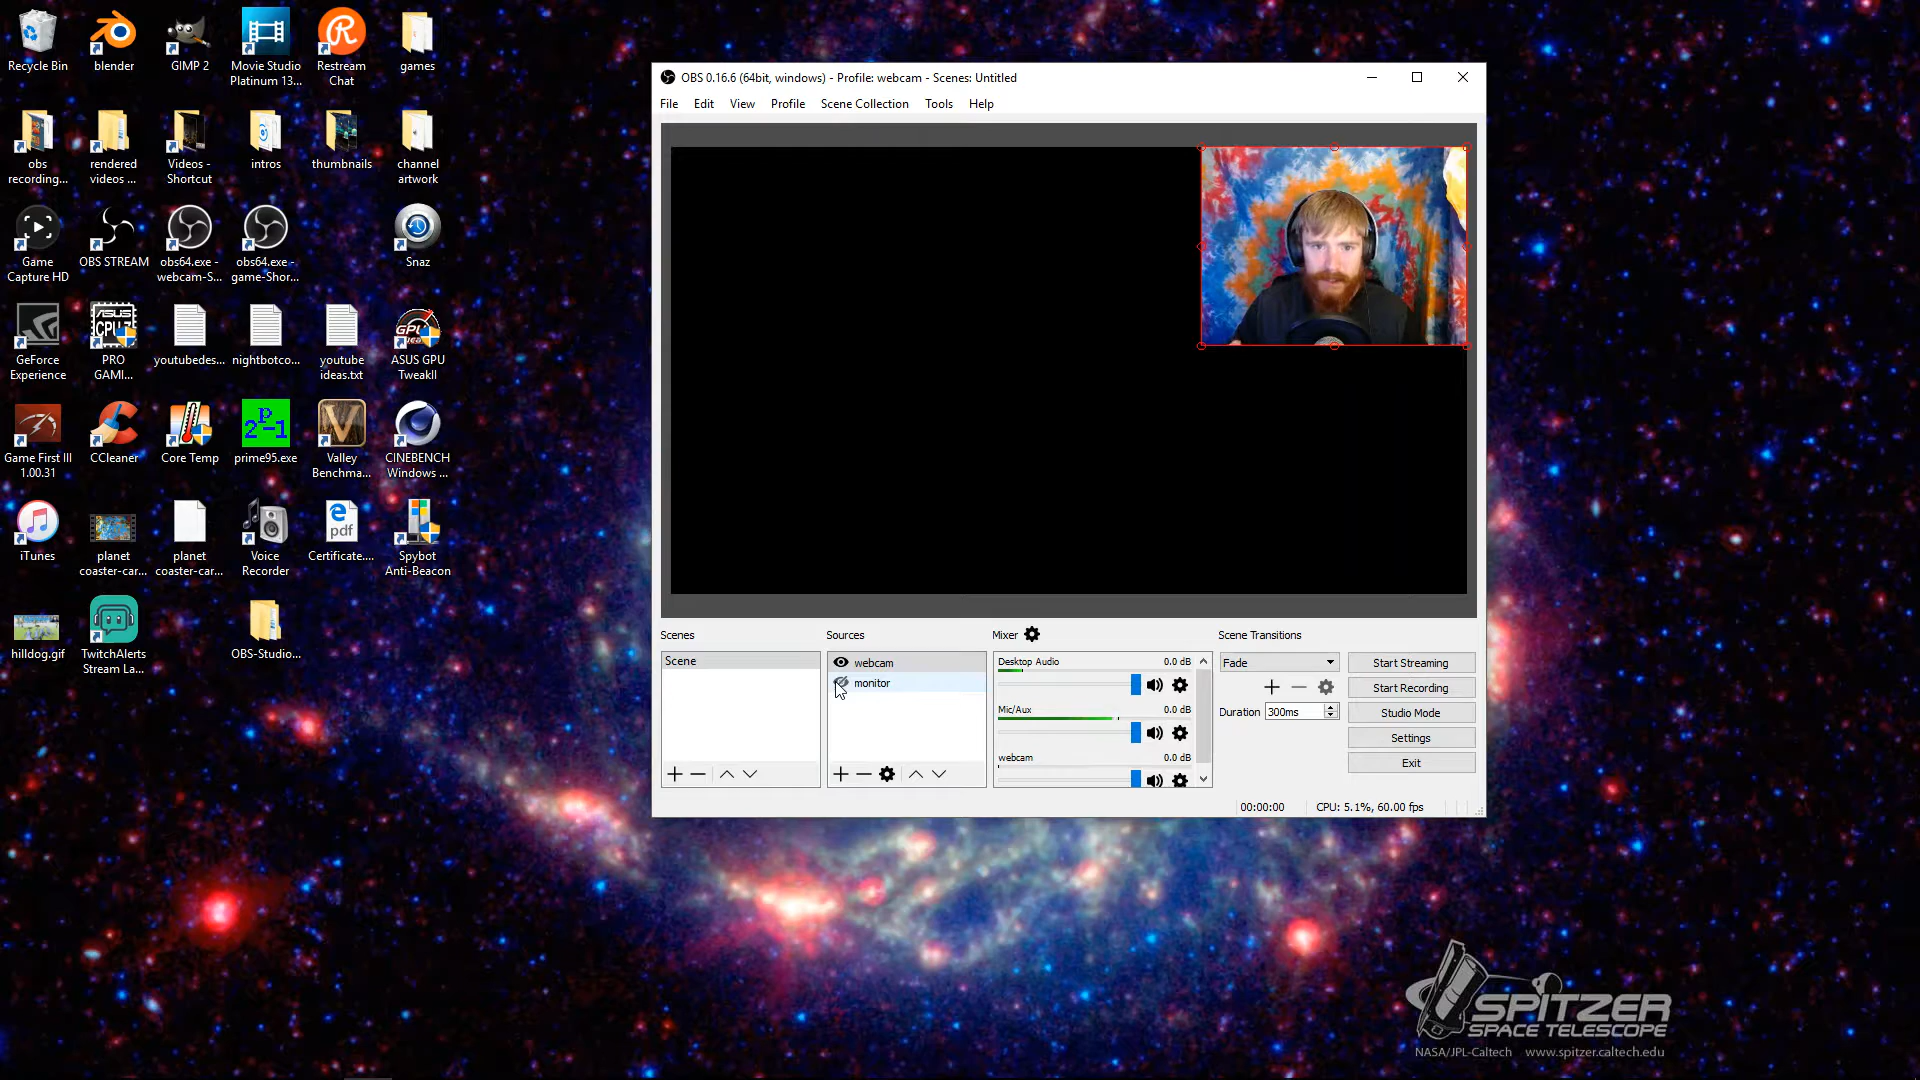 Recycle Bin
blender
GIMP 2
Movie Studio
Platinum 13...
Restream
Chat
games
obs
recording...
rendered
videos ...
Videos -
Shortcut
intros
thumbnails
channel
artwork
Game
Capture HD
OBS STREAM
obs64.exe -
webcam-S...
obs64.exe -
game-Shor...
Snaz
GeForce
Experience
PRO
GAMI...
youtubedes...
nightbotco...
youtube
ideas.txt
ASUS GPU
TweakII
Game First III
1.00.31
CCleaner
Core Temp
prime95.exe
Valley
Benchma...
CINEBENCH
Windows ...
iTunes
planet
coaster-car...
planet
coaster-car...
Voice
Recorder
Certificate....
Spybot
Anti-Beacon
hilldog.gif
TwitchAlerts
Stream La...
OBS-Studio...
ASUS
CPU-Z
GPU
P
2 -1
V
e
pdf
OBS 0.16.6 (64bit, windows) - Profile: webcam - Scenes: Untitled
File Edit View Profile Scene Collection Tools Help
Scenes
Scene
Sources
webcam
monitor
Mixer
Desktop Audio 0.0 dB
Mic/Aux 0.0 dB
webcam 0.0 dB
Scene Transitions
Fade
Duration 300ms
Start Streaming
Start Recording
Studio Mode
Settings
Exit
00:00:00 CPU: 5.1%, 60.00 fps
SPITZER
SPACE TELESCOPE
NASA/JPL-Caltech www.spitzer.caltech.edu